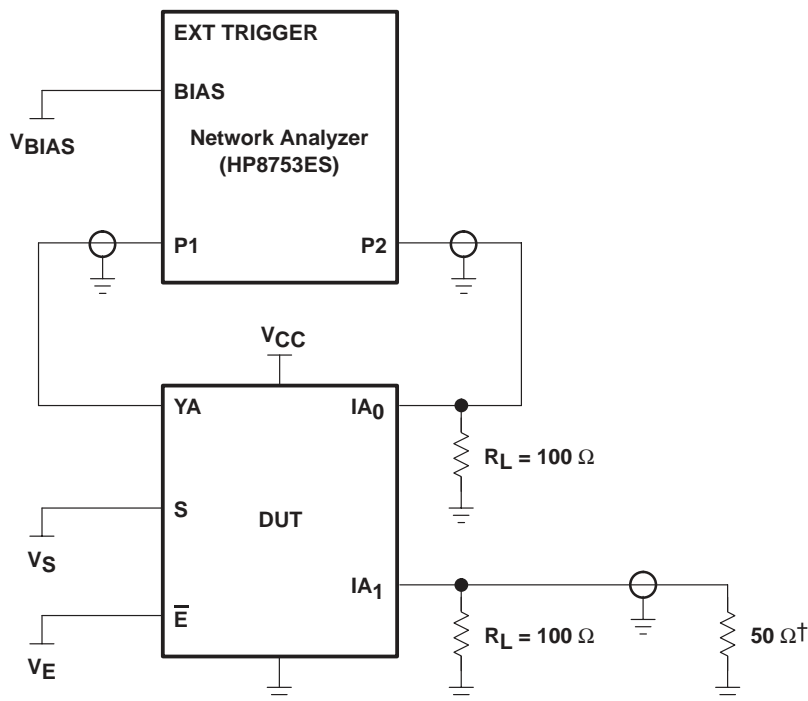 EXT TRIGGER
BIAS
VBIAS
Network Analyzer
(HP8753ES)
P1
P2
VCC
YA
IA0
RL = 100 Ω
S
DUT
VS
IA1
E̅
RL = 100 Ω
50 Ω†
VE